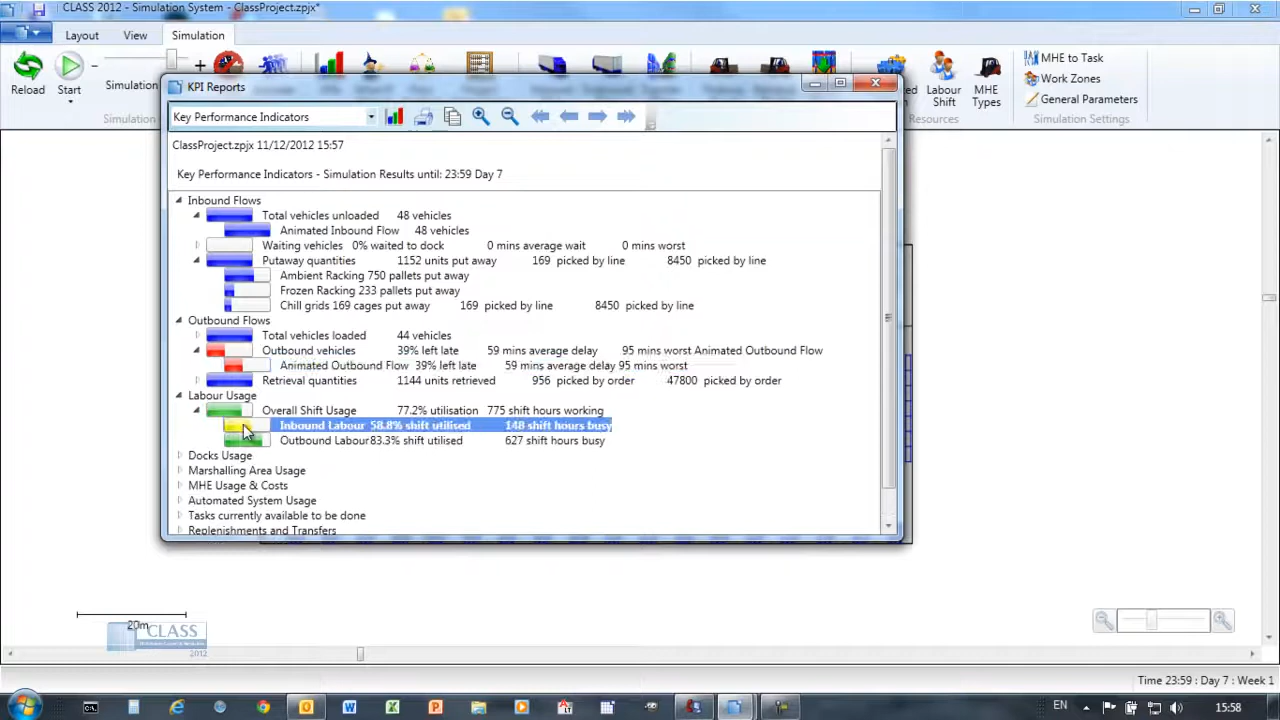 CLASS 2012 - Simulation System - ClassProject.zpjx*
Layout View Simulation
Reload Start Simulation Labour Shift MHE Types
MHE to Task
Work Zones
General Parameters
Resources Simulation Settings
KPI Reports
Key Performance Indicators
ClassProject.zpjx 11/12/2012 15:57
Key Performance Indicators - Simulation Results until: 23:59 Day 7
Inbound Flows
Total vehicles unloaded 48 vehicles
Animated Inbound Flow 48 vehicles
Waiting vehicles 0% waited to dock 0 mins average wait 0 mins worst
Putaway quantities 1152 units put away 169 picked by line 8450 picked by line
Ambient Racking 750 pallets put away
Frozen Racking 233 pallets put away
Chill grids 169 cages put away 169 picked by line 8450 picked by line
Outbound Flows
Total vehicles loaded 44 vehicles
Outbound vehicles 39% left late 59 mins average delay 95 mins worst Animated Outbound Flow
Animated Outbound Flow 39% left late 59 mins average delay 95 mins worst
Retrieval quantities 1144 units retrieved 956 picked by order 47800 picked by order
Labour Usage
Overall Shift Usage 77.2% utilisation 775 shift hours working
Inbound Labour 58.8% shift utilised 148 shift hours busy
Outbound Labour 83.3% shift utilised 627 shift hours busy
Docks Usage
Marshalling Area Usage
MHE Usage & Costs
Automated System Usage
Tasks currently available to be done
Replenishments and Transfers
20m
CLASS
2012
Time 23:59 : Day 7 : Week 1
EN 15:58